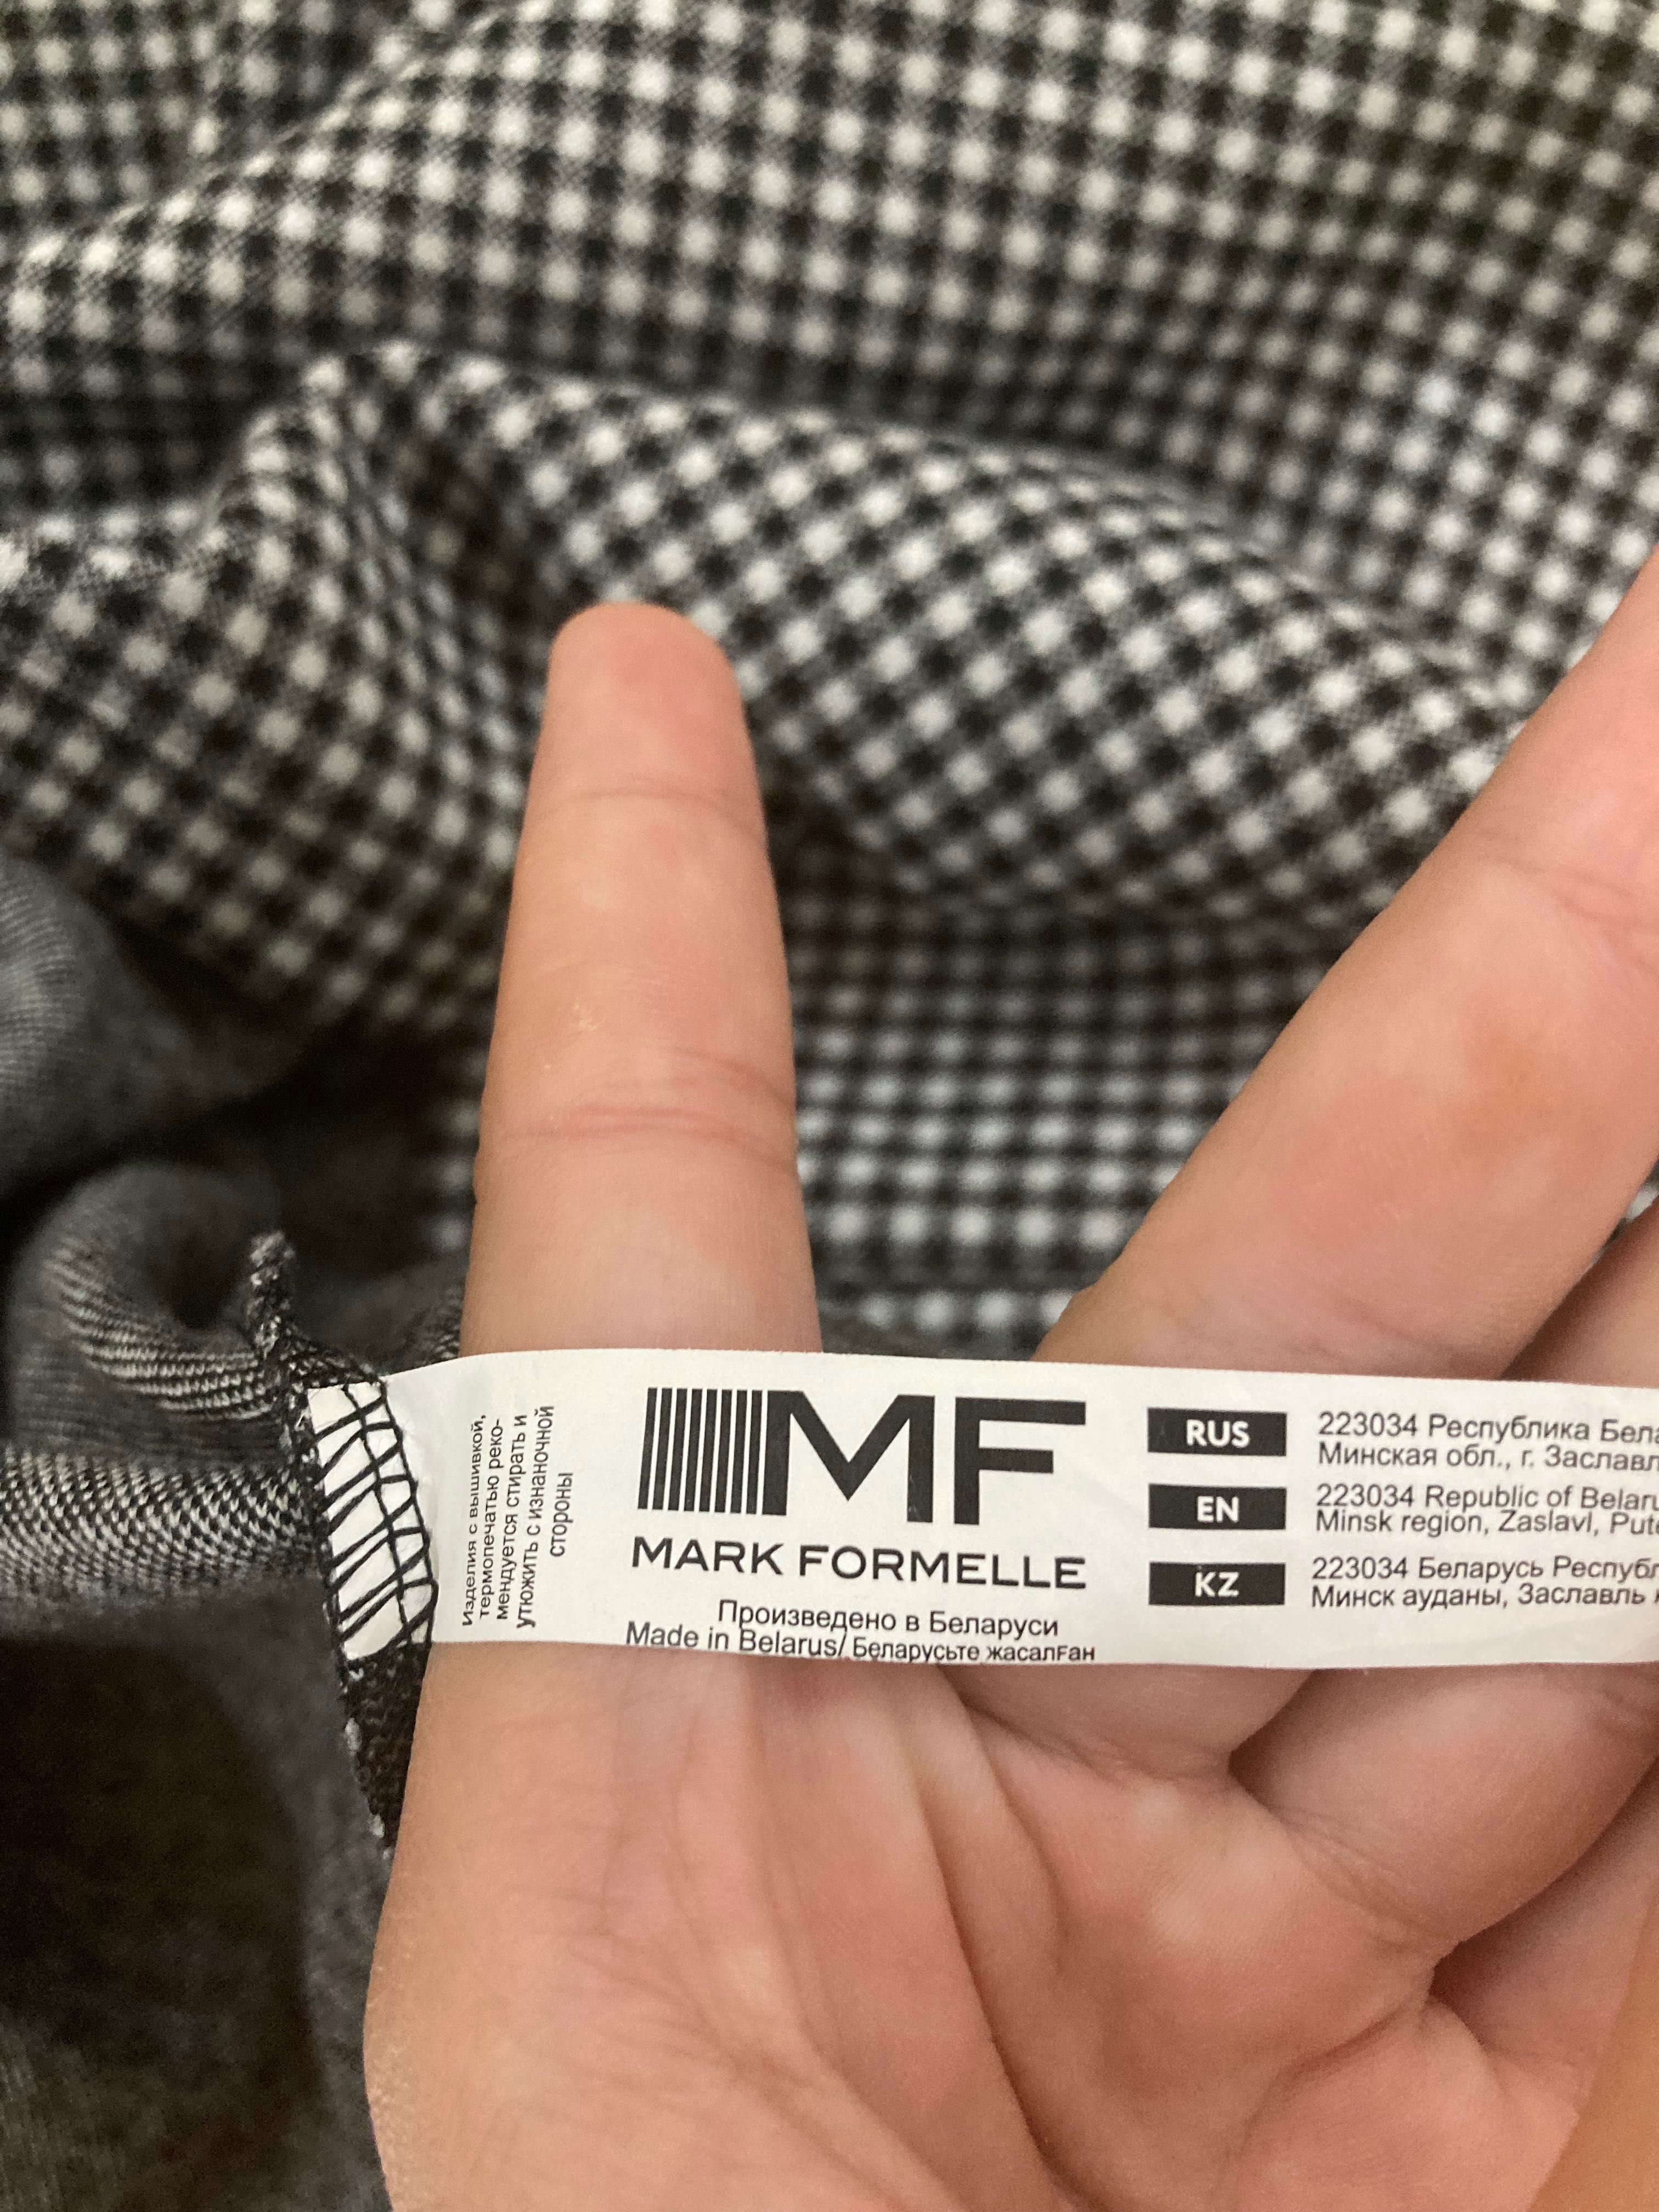 Изделия с вышивкой,
термопечатью реко-
мендуется стирать и
утюжить с изнаночной
стороны
MF
MARK FORMELLE
Произведено в Беларуси
Made in Belarus/ Беларусьте жасалFан
RUS
223034 Республика
Минская обл., г.
EN
223034 Republic of
Minsk region, Zaslavl,
KZ
223034 Беларусь
Минск ауданы, Заславль